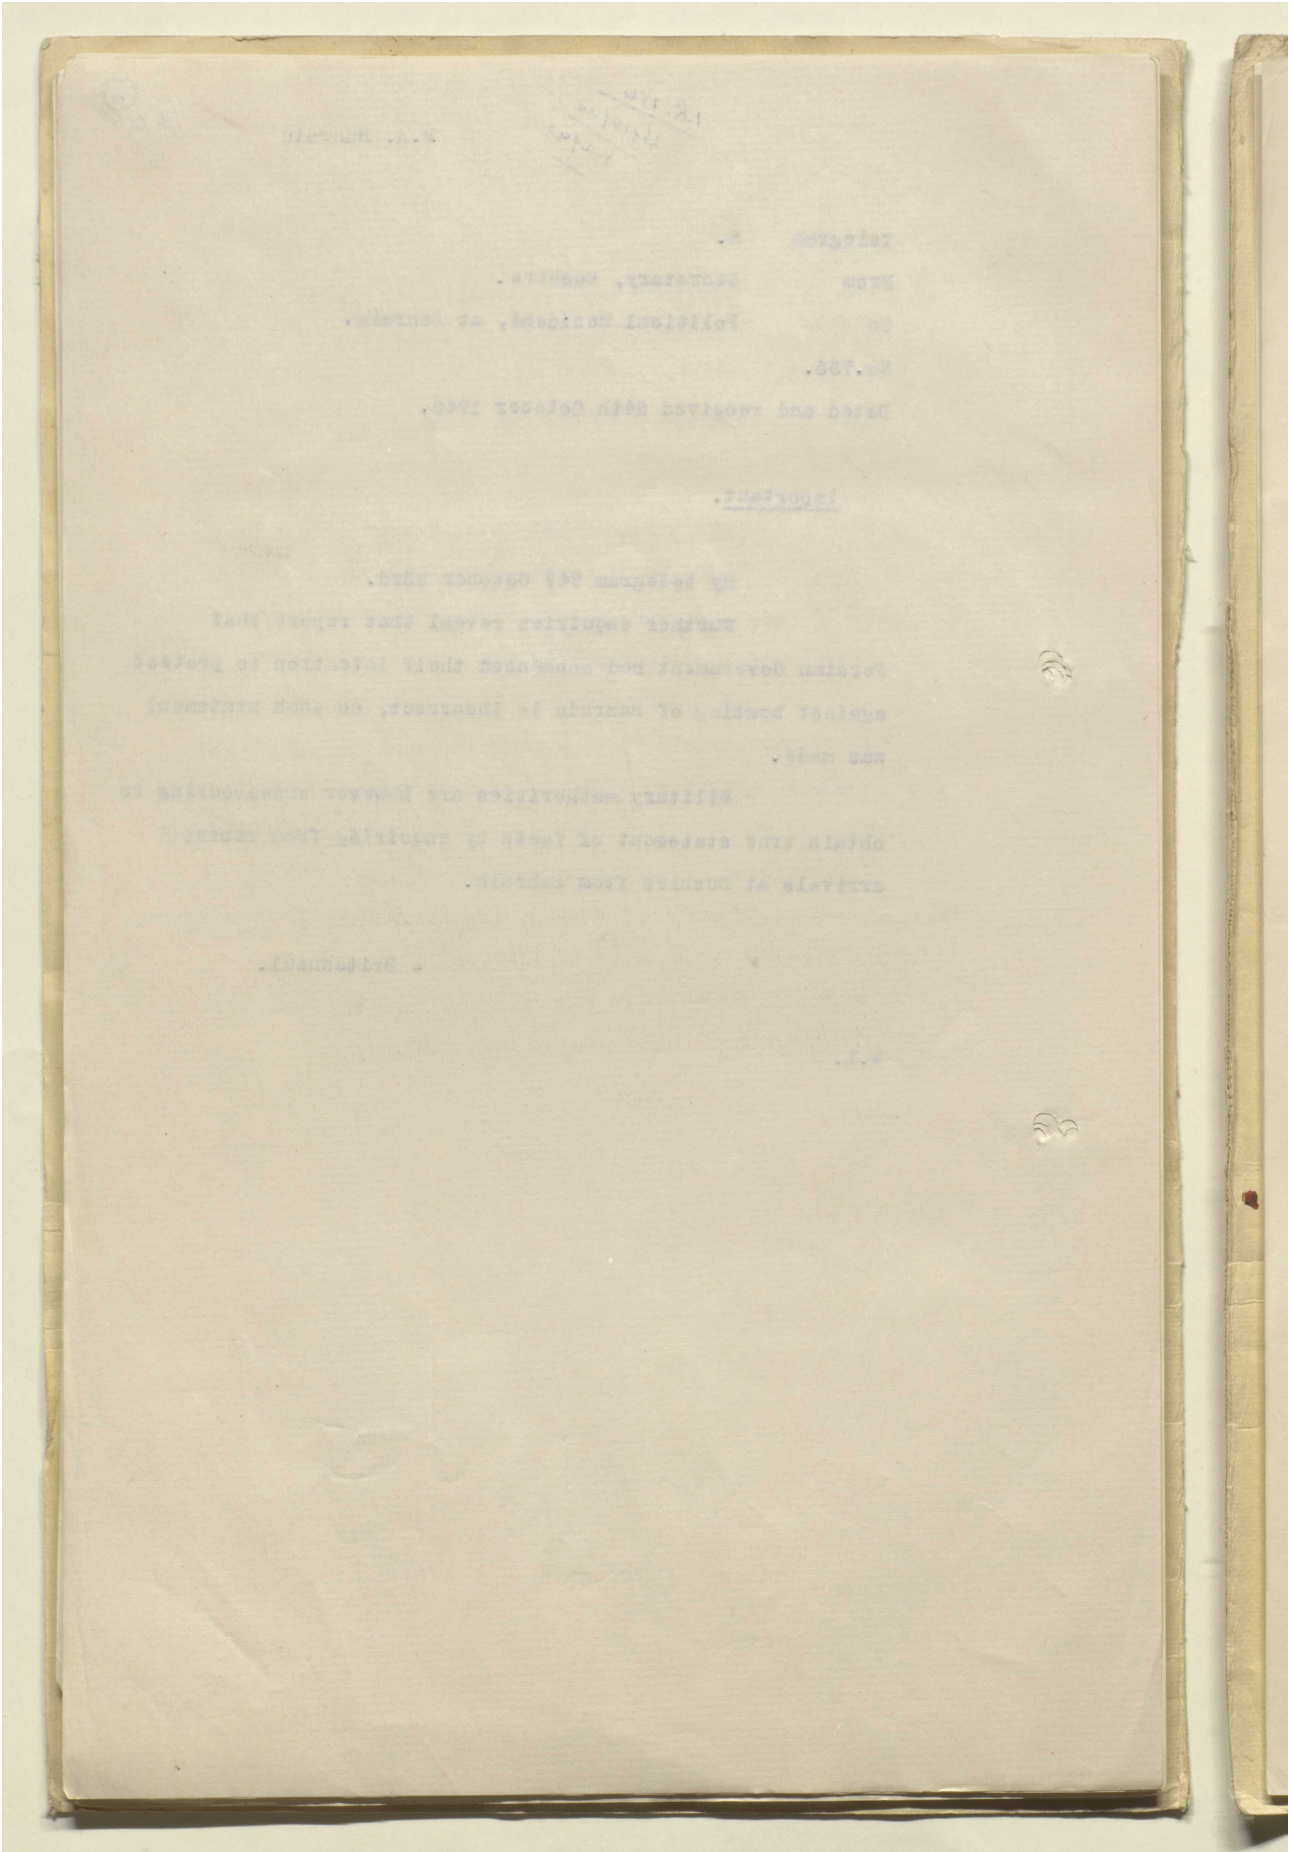 P.A. Bahrain
Telegram S.
From Secretary, Bushire.
To Political Resident, at Bahrain.
Dated and received 24th October 1940.
Important.
My telegram 747 October 23rd.
Further enquiries reveal that report that
Persian Government had announced their intention to protest
against bombing of Bahrain is incorrect, no such statement
was made.
Military authorities are however endeavouring to
obtain true statement of facts by enquiring from recent
arrivals at Bushire from Bahrain.
Britconsul.